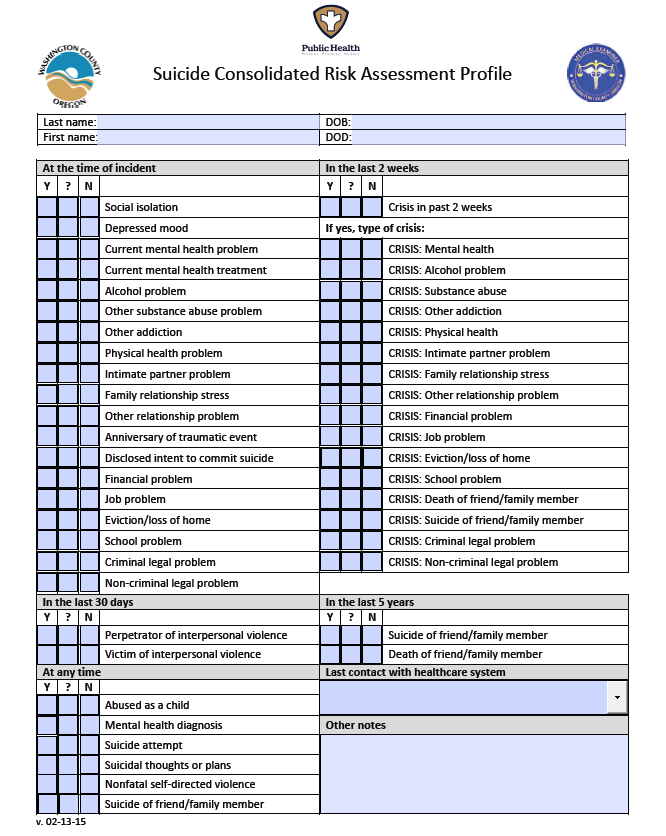 Public Health
WASHINGTON COUNTY
OREGON
MEDICAL EXAMINER
Suicide Consolidated Risk Assessment Profile
Last name: DOB:
First name: DOD:
At the time of incident
Y ? N
Social isolation
Depressed mood
Current mental health problem
Current mental health treatment
Alcohol problem
Other substance abuse problem
Other addiction
Physical health problem
Intimate partner problem
Family relationship stress
Other relationship problem
Anniversary of traumatic event
Disclosed intent to commit suicide
Financial problem
Job problem
Eviction/loss of home
School problem
Criminal legal problem
Non-criminal legal problem
In the last 2 weeks
Y ? N
Crisis in past 2 weeks
If yes, type of crisis:
CRISIS: Mental health
CRISIS: Alcohol problem
CRISIS: Substance abuse
CRISIS: Other addiction
CRISIS: Physical health
CRISIS: Intimate partner problem
CRISIS: Family relationship stress
CRISIS: Other relationship problem
CRISIS: Financial problem
CRISIS: Job problem
CRISIS: Eviction/loss of home
CRISIS: School problem
CRISIS: Death of friend/family member
CRISIS: Suicide of friend/family member
CRISIS: Criminal legal problem
CRISIS: Non-criminal legal problem
In the last 30 days
Y ? N
Perpetrator of interpersonal violence
Victim of interpersonal violence
In the last 5 years
Y ? N
Suicide of friend/family member
Death of friend/family member
At any time
Y ? N
Abused as a child
Mental health diagnosis
Suicide attempt
Suicidal thoughts or plans
Nonfatal self-directed violence
Suicide of friend/family member
Last contact with healthcare system
Other notes
v. 02-13-15